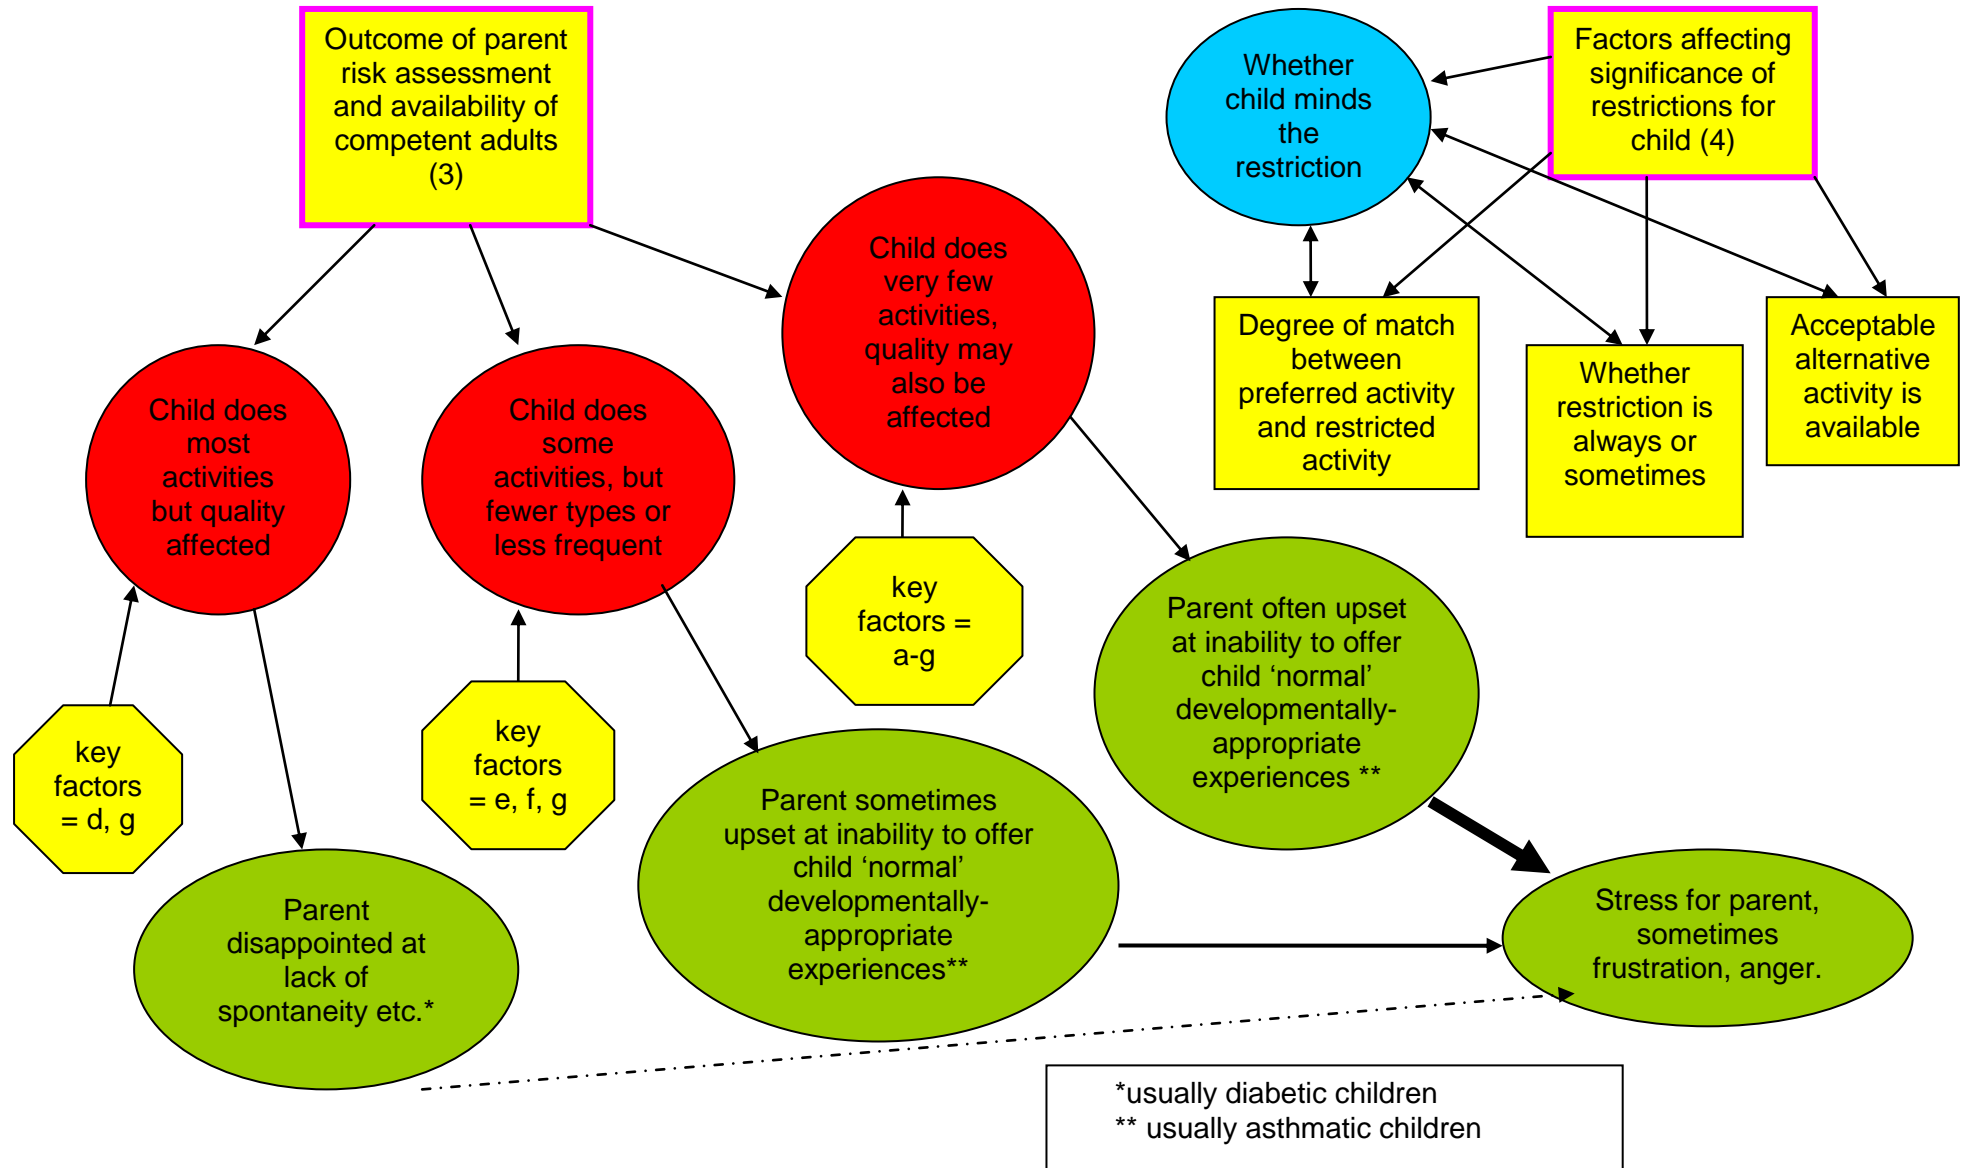 Outcome of parent
risk assessment
and availability of
competent adults
(3)
Whether
child minds
the
restriction
Factors affecting
significance of
restrictions for
child (4)
Child does
very few
activities,
quality may
also be
affected
Degree of match
between
preferred activity
and restricted
activity
Whether
restriction is
always or
sometimes
Acceptable
alternative
activity is
available
Child does
most
activities
but quality
affected
Child does
some
activities, but
fewer types or
less frequent
key
factors =
a-g
Parent often upset
at inability to offer
child ‘normal’
developmentally-
appropriate
experiences **
key
factors
= d, g
key
factors
= e, f, g
Parent sometimes
upset at inability to offer
child ‘normal’
developmentally-
appropriate
experiences**
Parent
disappointed at
lack of
spontaneity etc.*
Stress for parent,
sometimes
frustration, anger.
*usually diabetic children
** usually asthmatic children